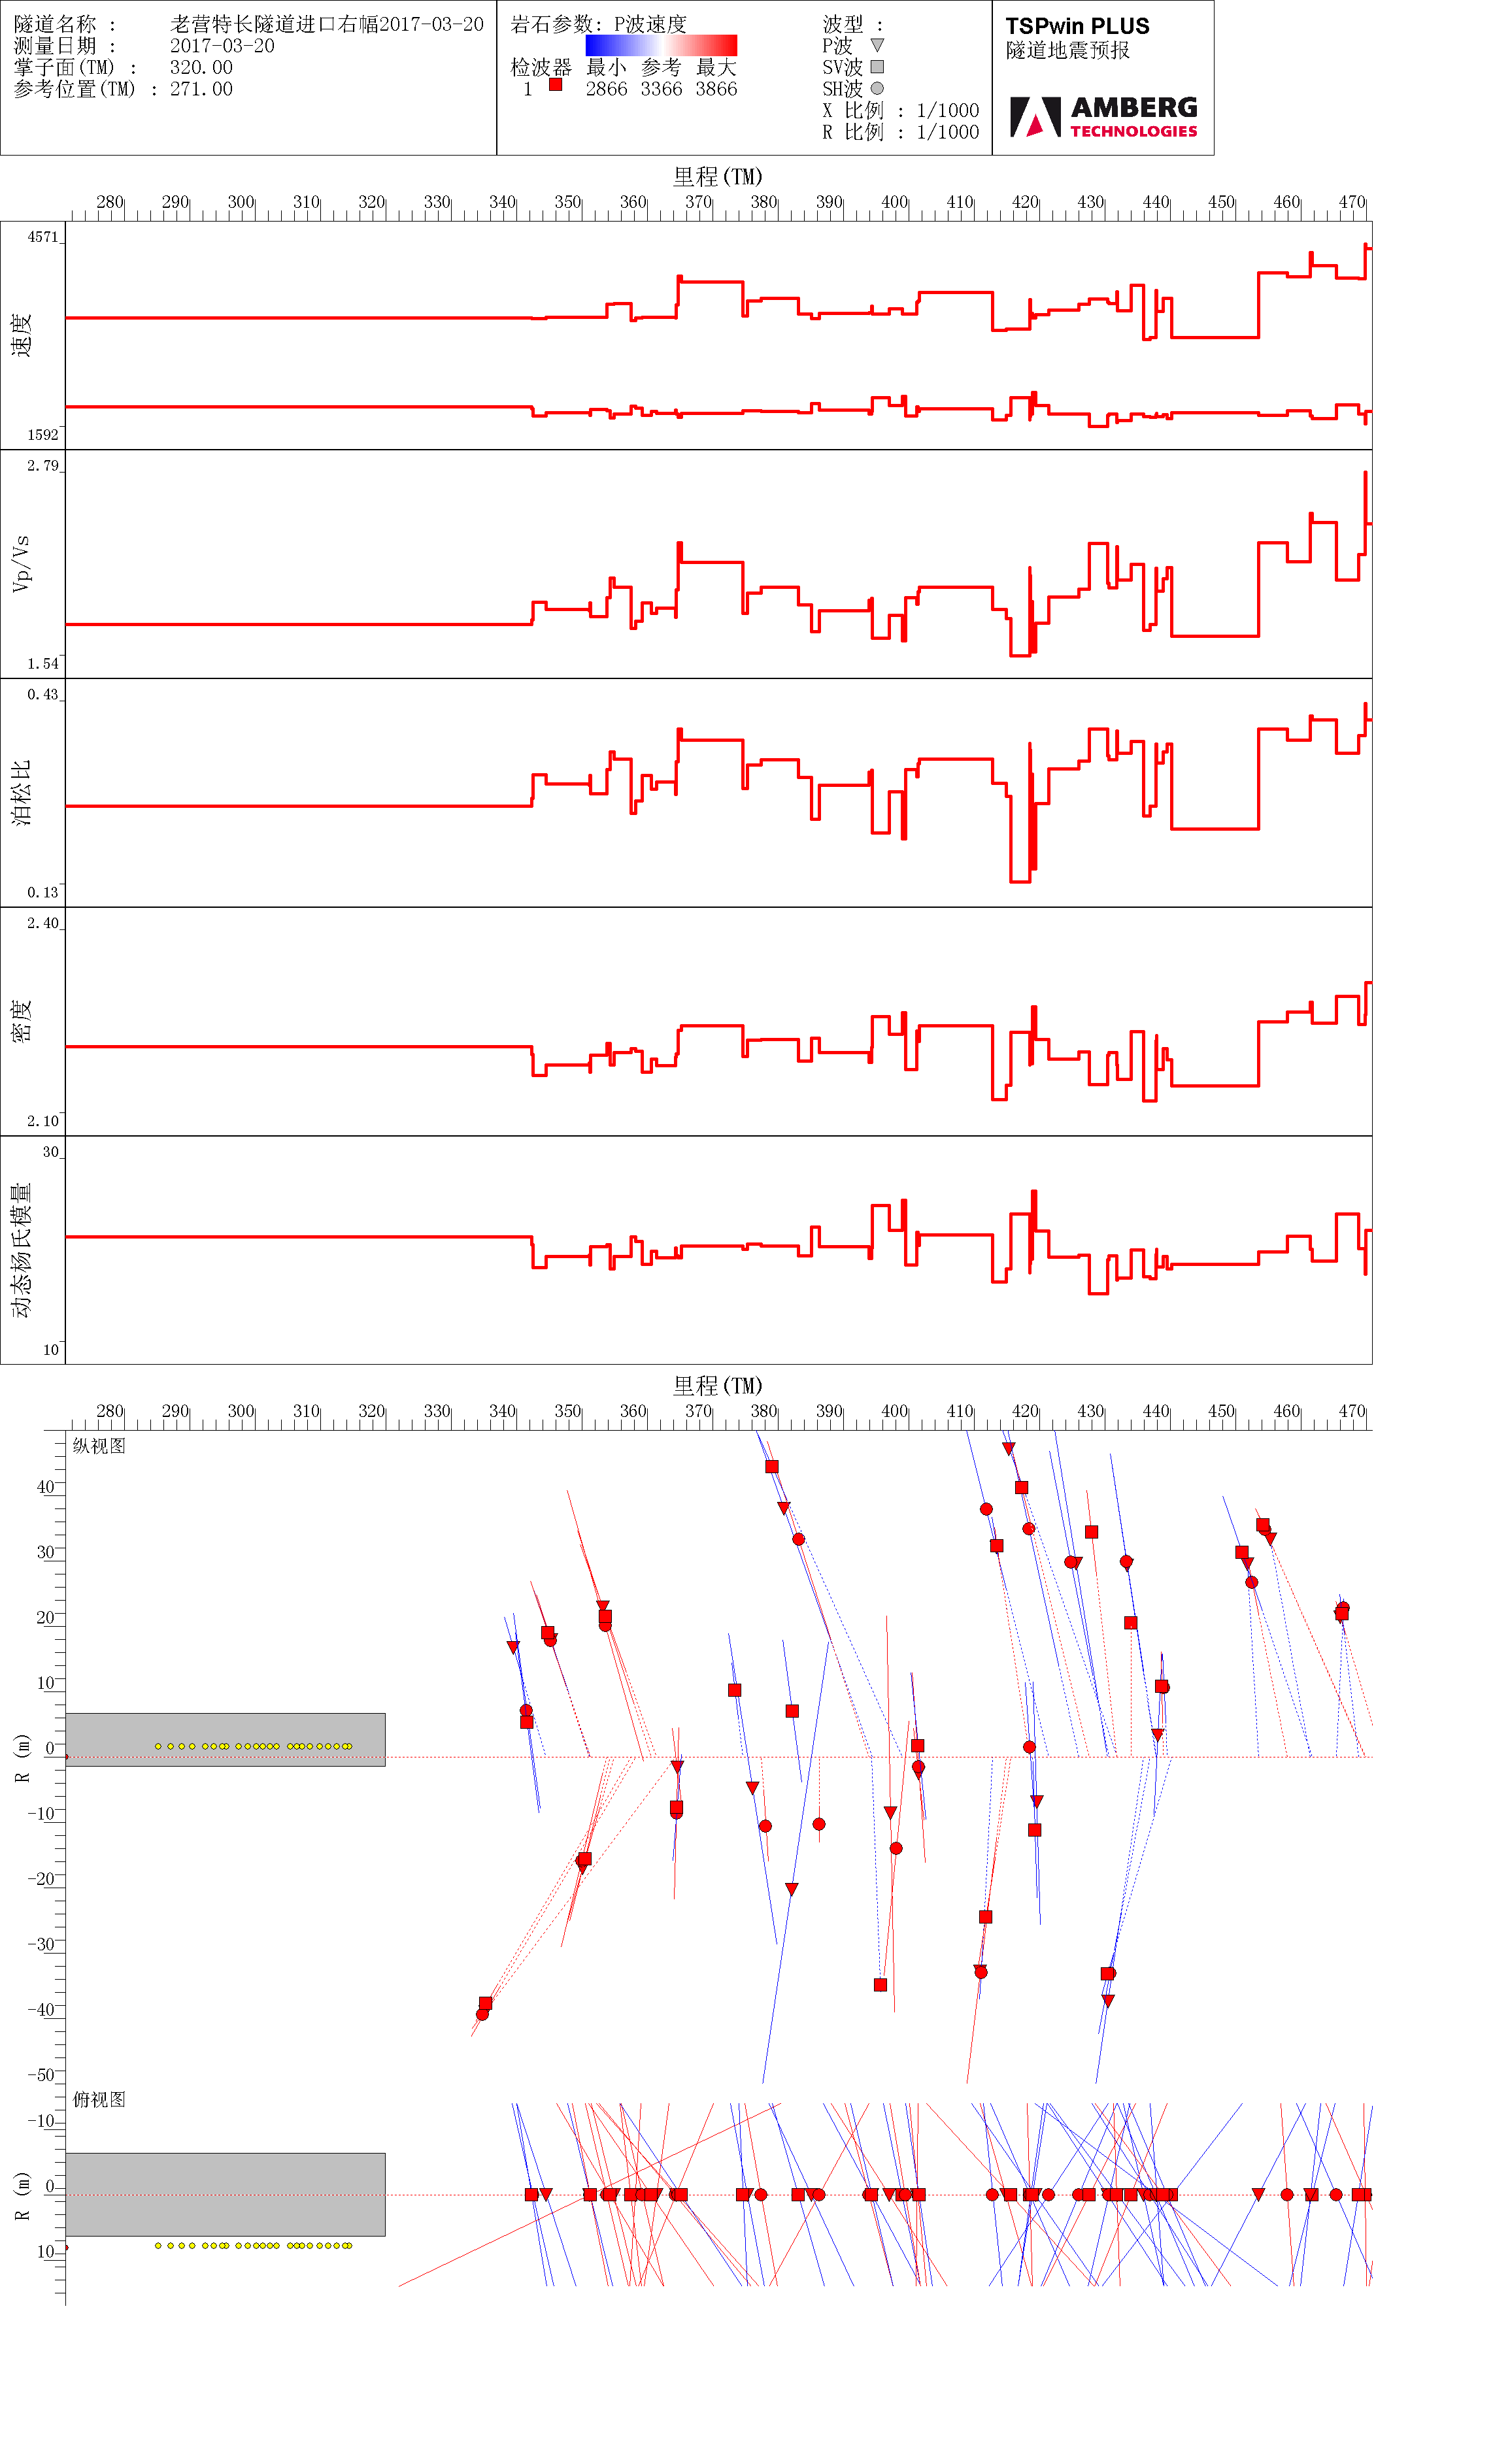 隧道名称 : 老营特长隧道进口右幅2017-03-20
测量日期 : 2017-03-20
掌子面(TM) : 320.00
参考位置(TM) : 271.00
岩石参数: P波速度
检波器 最小 参考 最大
1 2866 3366 3866
波型 :
P波
SV波
SH波
X 比例 : 1/1000
R 比例 : 1/1000
TSPwin PLUS
隧道地震预报
AMBERG
TECHNOLOGIES
里程(TM)
280 290 300 310 320 330 340 350 360 370 380 390 400 410 420 430 440 450 460 470
4571
速度
1592
2.79
Vp/Vs
1.54
0.43
泊松比
0.13
2.40
密度
2.10
30
动态杨氏模量
10
里程(TM)
280 290 300 310 320 330 340 350 360 370 380 390 400 410 420 430 440 450 460 470
纵视图
40
30
20
10
0
R (m)
-10
-20
-30
-40
-50
俯视图
-10
0
R (m)
10